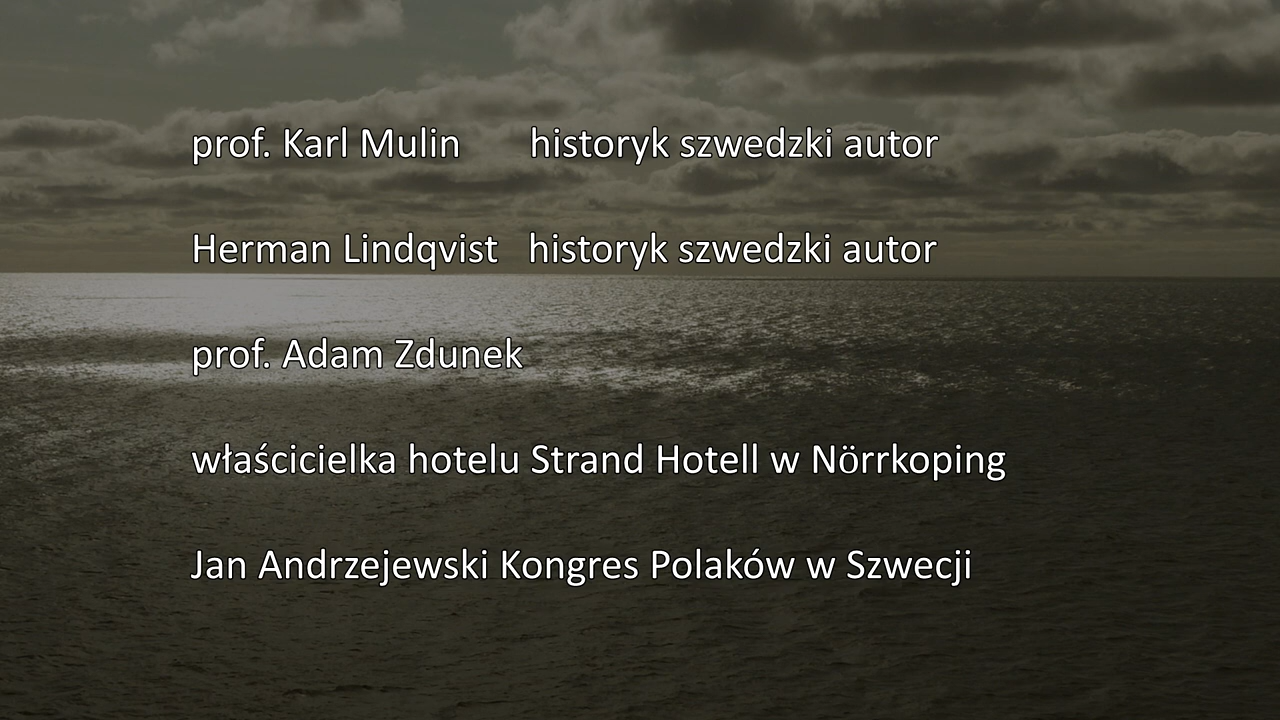 prof. Karl Mulin historyk szwedzki autor
Herman Lindqvist historyk szwedzki autor
prof. Adam Zdunek
właścicielka hotelu Strand Hotell w Nörrkoping
Jan Andrzejewski Kongres Polaków w Szwecji